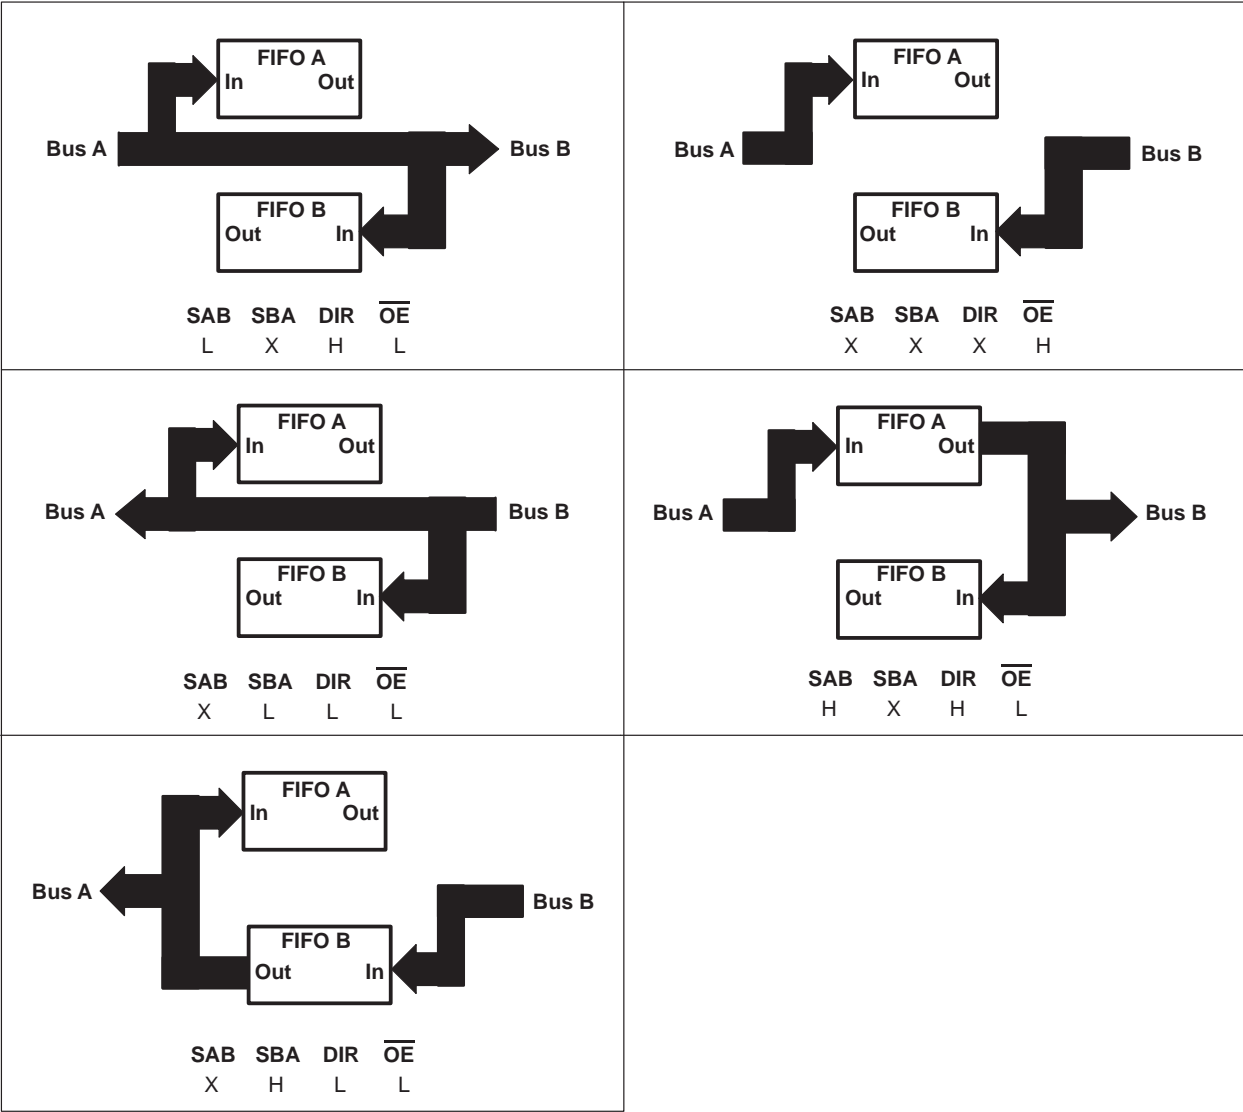 FIFO A
In Out
Bus A Bus B
FIFO B
Out In
SAB SBA DIR OE
L X H L
FIFO A
In Out
Bus A Bus B
FIFO B
Out In
SAB SBA DIR OE
X X X H
FIFO A
In Out
Bus A Bus B
FIFO B
Out In
SAB SBA DIR OE
X L L L
FIFO A
In Out
Bus A Bus B
FIFO B
Out In
SAB SBA DIR OE
H X H L
FIFO A
In Out
Bus A Bus B
FIFO B
Out In
SAB SBA DIR OE
X H L L